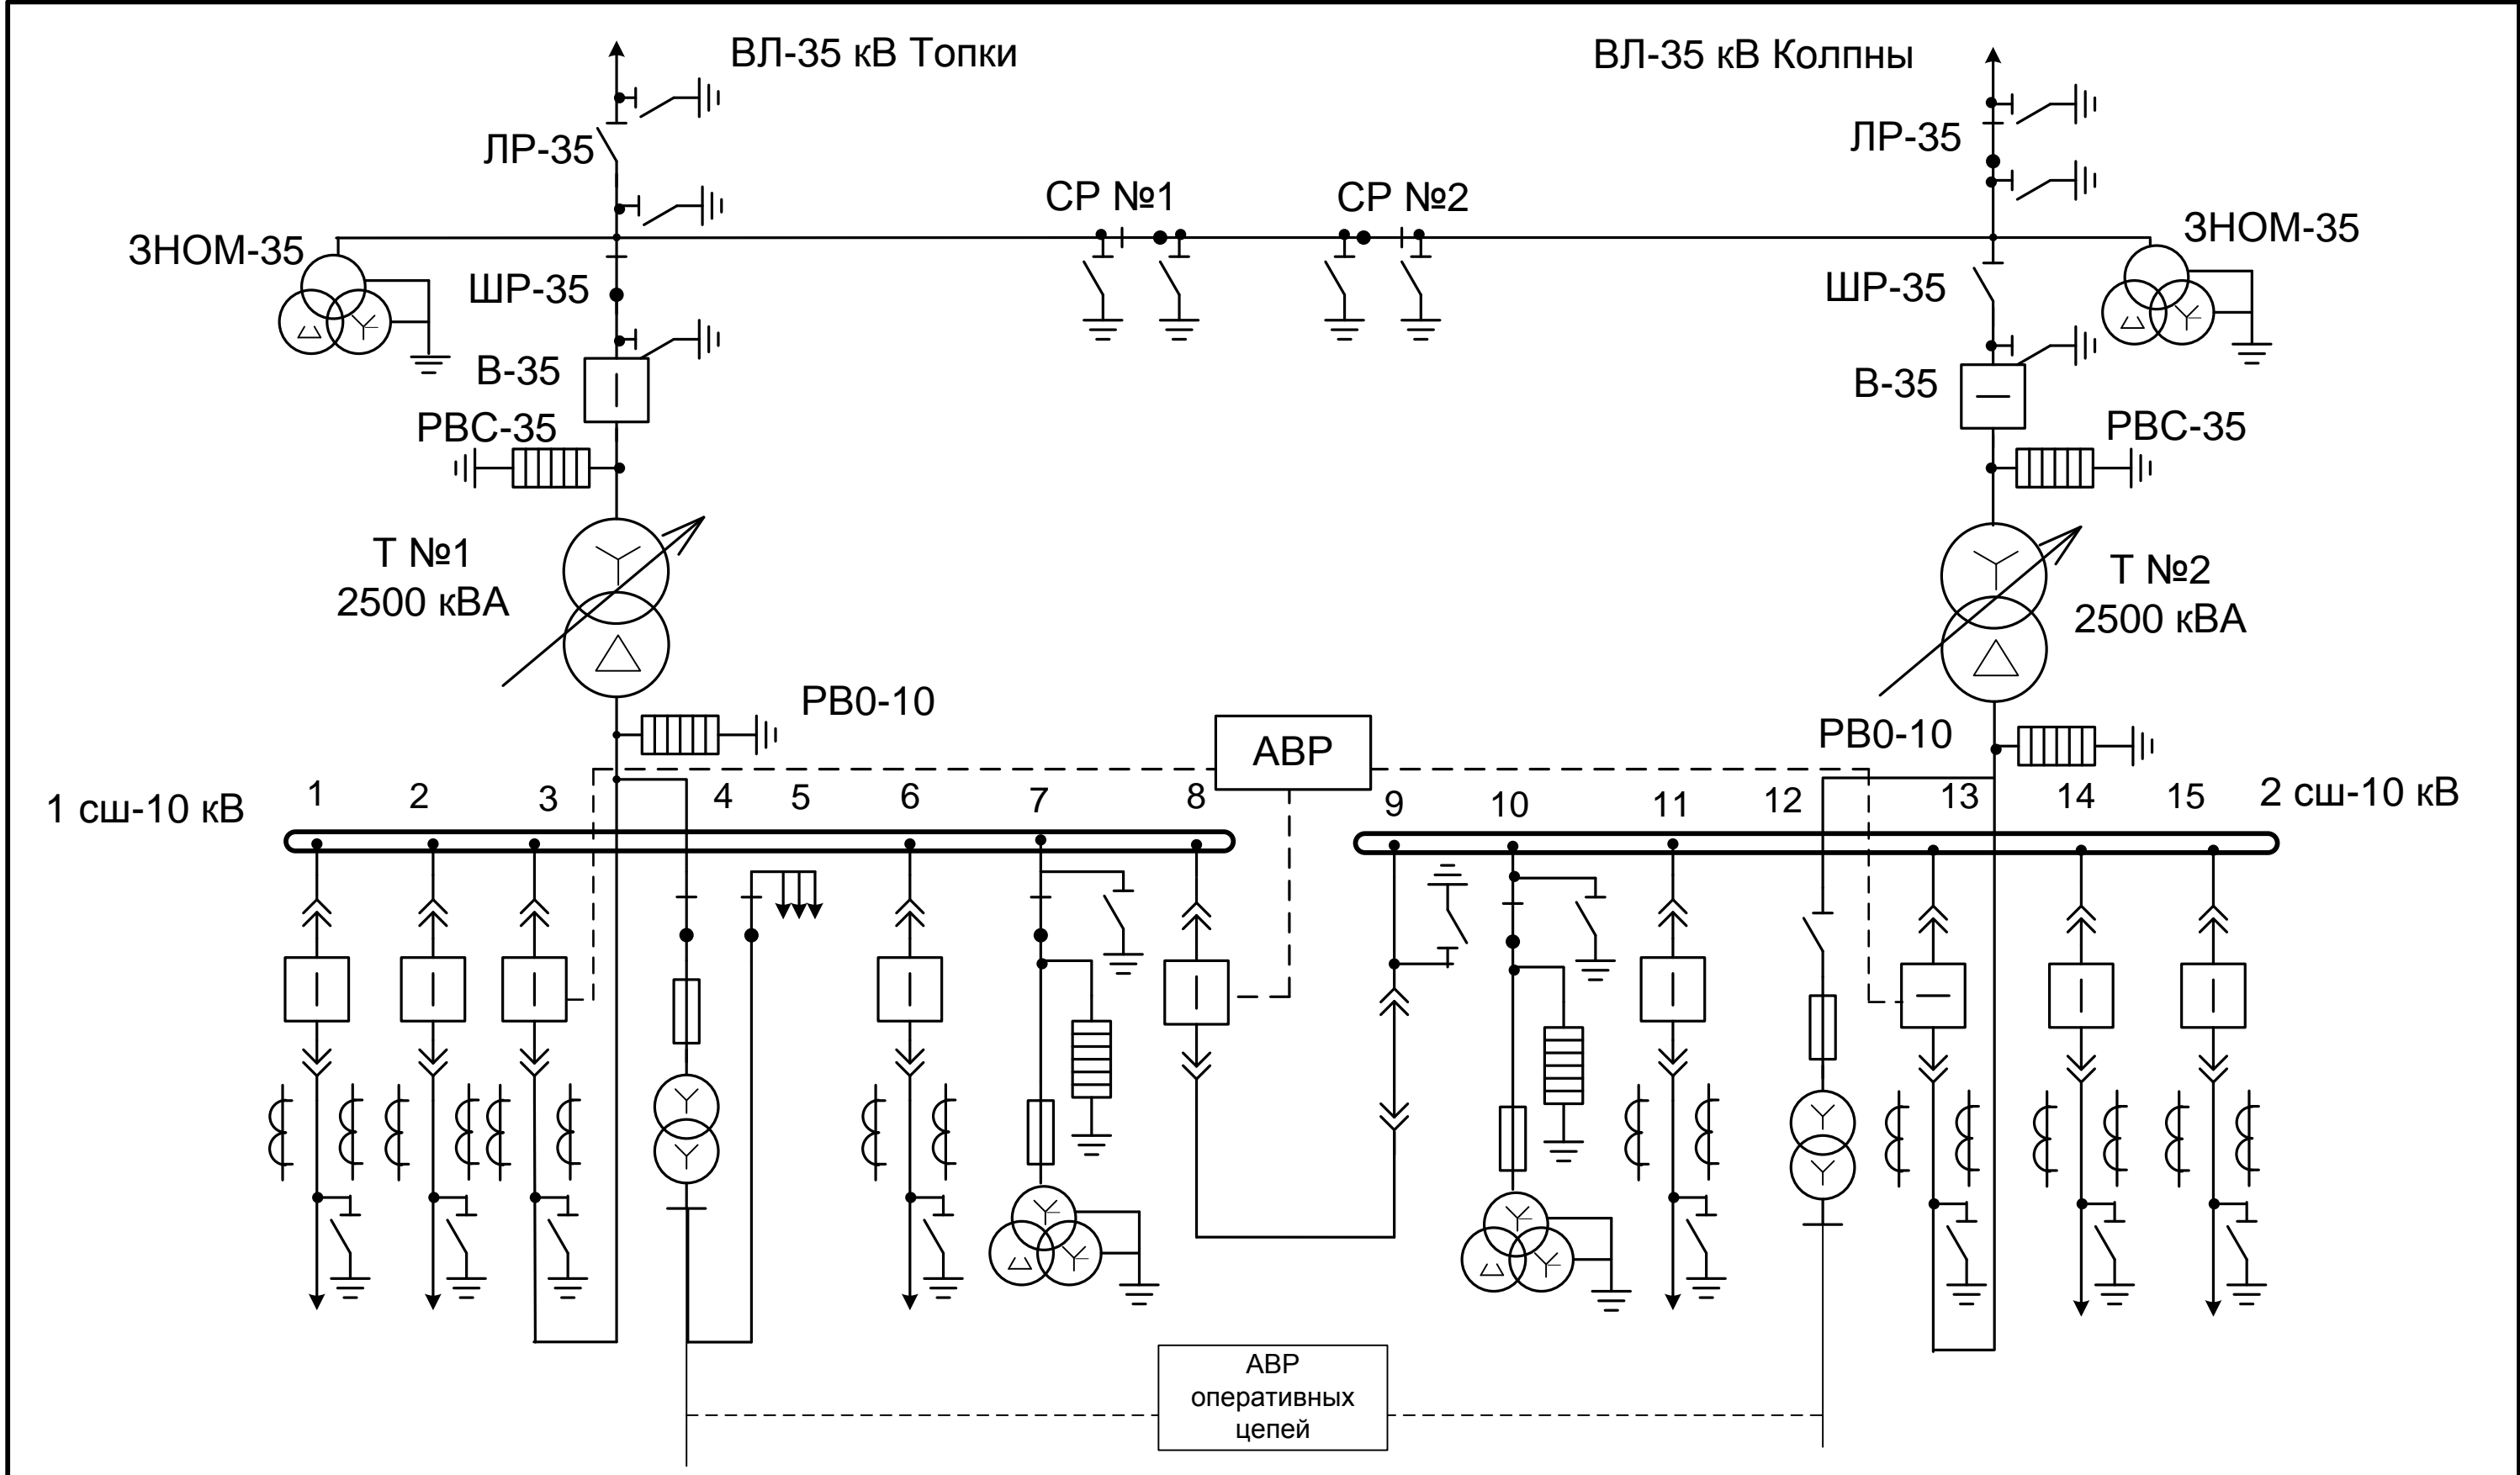 ВЛ-35 кВ Топки
ВЛ-35 кВ Колпны
ЛР-35
ЛР-35
СР №1
СР №2
ЗНОМ-35
ЗНОМ-35
ШР-35
ШР-35
В-35
В-35
РВС-35
РВС-35
Т №1
2500 кВА
Т №2
2500 кВА
РВ0-10
РВ0-10
АВР
1 сш-10 кВ
1
2
3
4
5
6
7
8
9
10
11
12
13
14
15
2 сш-10 кВ
АВР
оперативных
цепей